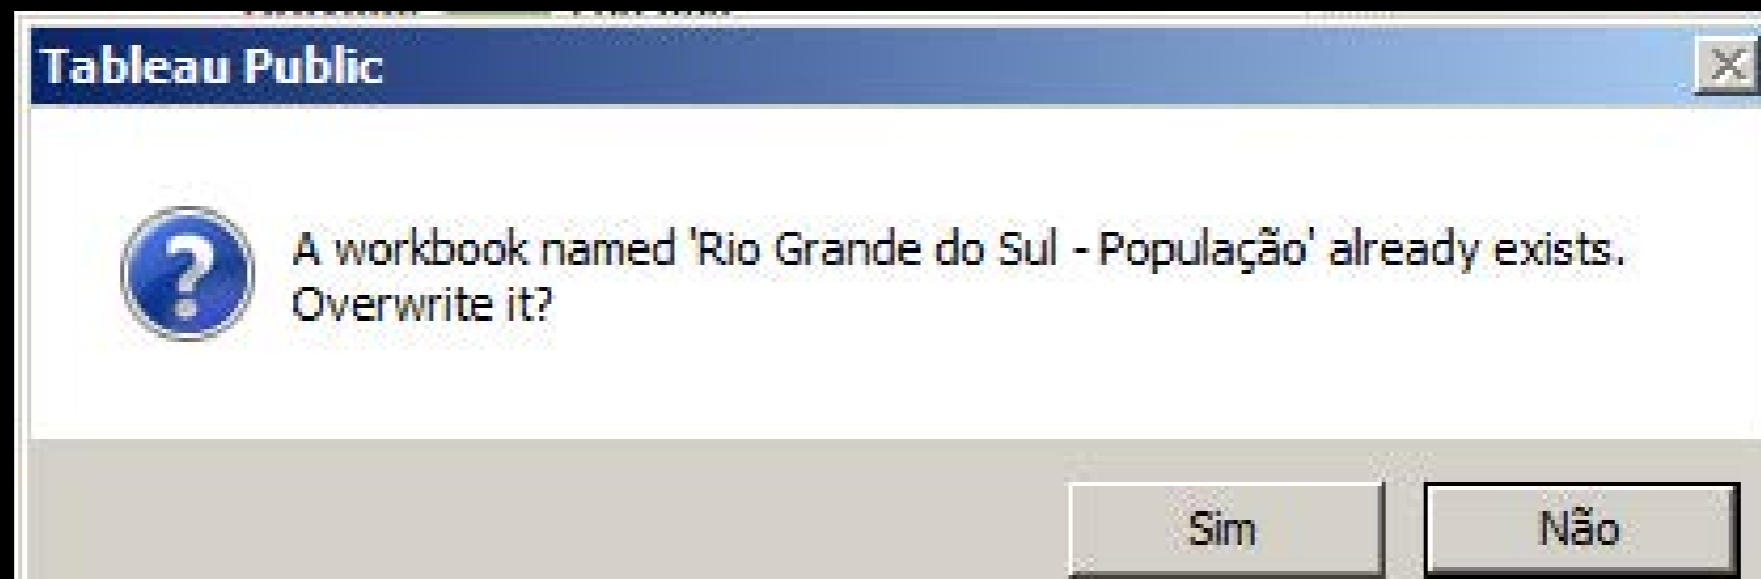 Tableau Public
A workbook named 'Rio Grande do Sul - População' already exists.
Overwrite it?
Sim
Não